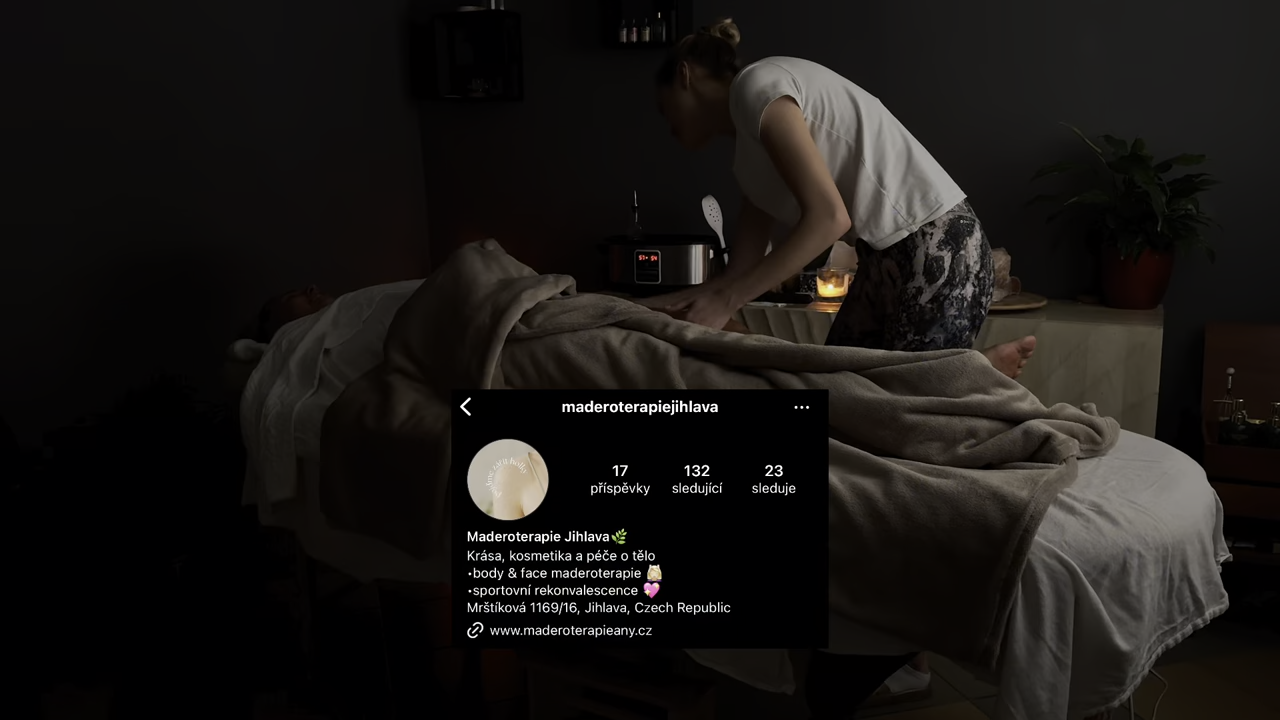 maderoterapiejihlava
17 132 23
příspěvky sledující sleduje
Maderoterapie Jihlava🌿
Krása, kosmetika a péče o tělo
•body & face maderoterapie
•sportovní rekonvalescence 💖
Mrštíková 1169/16, Jihlava, Czech Republic
www.maderoterapieany.cz